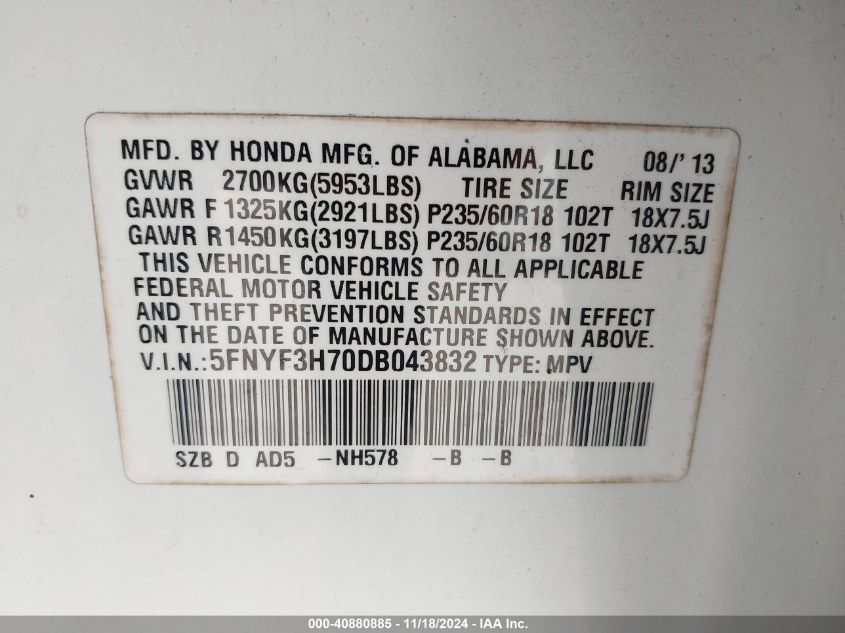 MFD. BY HONDA MFG. OF ALABAMA, LLC 08/'13
GVWR 2700KG(5953LBS) TIRE SIZE RIM SIZE
GAWR F 1325KG(2921LBS) P235/60R18 102T 18X7.5J
GAWR R1450KG(3197LBS) P235/60R18 102T 18X7.5J
THIS VEHICLE CONFORMS TO ALL APPLICABLE
FEDERAL MOTOR VEHICLE SAFETY
AND THEFT PREVENTION STANDARDS IN EFFECT
ON THE DATE OF MANUFACTURE SHOWN ABOVE.
V.I.N.: 5FNYF3H70DB043832 TYPE: MPV
SZB D AD5 -NH578 -B -B
000-40880885 - 11/18/2024 - IAA Inc.